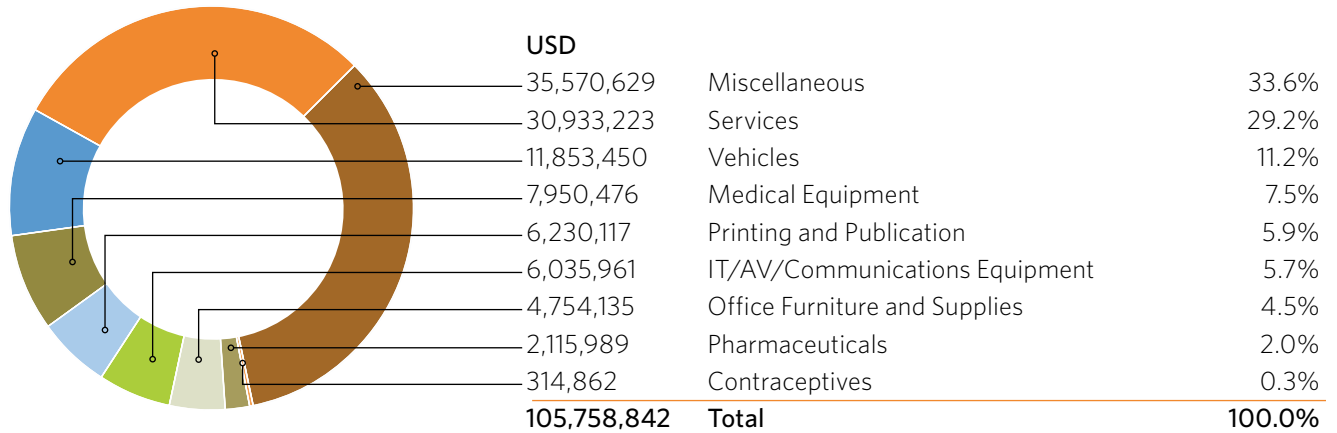 USD
35,570,629 Miscellaneous 33.6%
30,933,223 Services 29.2%
11,853,450 Vehicles 11.2%
7,950,476 Medical Equipment 7.5%
6,230,117 Printing and Publication 5.9%
6,035,961 IT/AV/Communications Equipment 5.7%
4,754,135 Office Furniture and Supplies 4.5%
2,115,989 Pharmaceuticals 2.0%
314,862 Contraceptives 0.3%
105,758,842 Total 100.0%